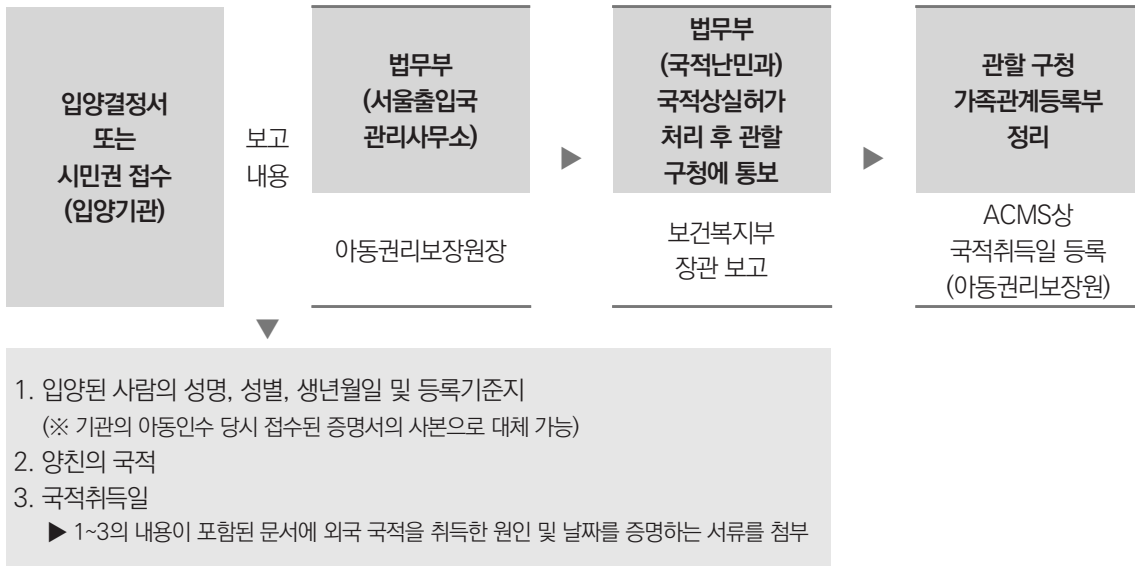 입양결정서
또는
시민권 접수
(입양기관)
보고
내용
법무부
(서울출입국
관리사무소)
아동권리보장원장
▶
법무부
(국적난민과)
국적상실허가
처리 후 관할
구청에 통보
보건복지부
장관 보고
▶
관할 구청
가족관계등록부
정리
ACMS상
국적취득일 등록
(아동권리보장원)
▼
1. 입양된 사람의 성명, 성별, 생년월일 및 등록기준지
(※ 기관의 아동인수 당시 접수된 증명서의 사본으로 대체 가능)
2. 양친의 국적
3. 국적취득일
▶ 1~3의 내용이 포함된 문서에 외국 국적을 취득한 원인 및 날짜를 증명하는 서류를 첨부